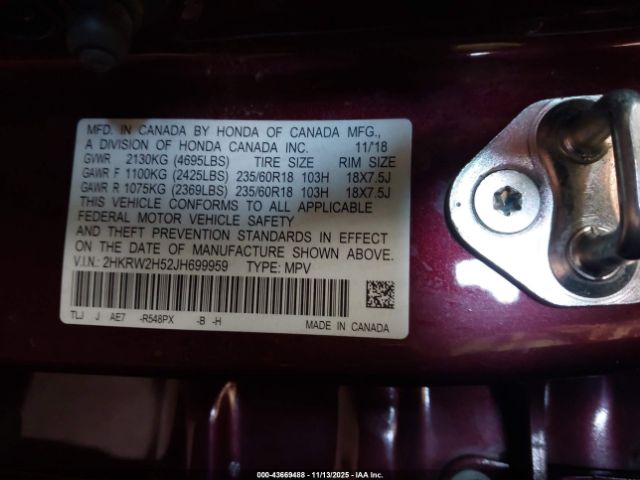 MFD. IN CANADA BY HONDA OF CANADA MFG.,
A DIVISION OF HONDA CANADA INC. 11/18
GVWR 2130KG (4695LBS) TIRE SIZE RIM SIZE
GAWR F 1100KG (2425LBS) 235/60R18 103H 18X7.5J
GAWR R 1075KG (2369LBS) 235/60R18 103H 18X7.5J
THIS VEHICLE CONFORMS TO ALL APPLICABLE
FEDERAL MOTOR VEHICLE SAFETY
AND THEFT PREVENTION STANDARDS IN EFFECT
ON THE DATE OF MANUFACTURE SHOWN ABOVE.
V.I.N.: 2HKRW2H52JH699959 TYPE: MPV
TLJ J AE7 -R548PX -B -H MADE IN CANADA
000-43669488 - 11/13/2025 - IAA Inc.